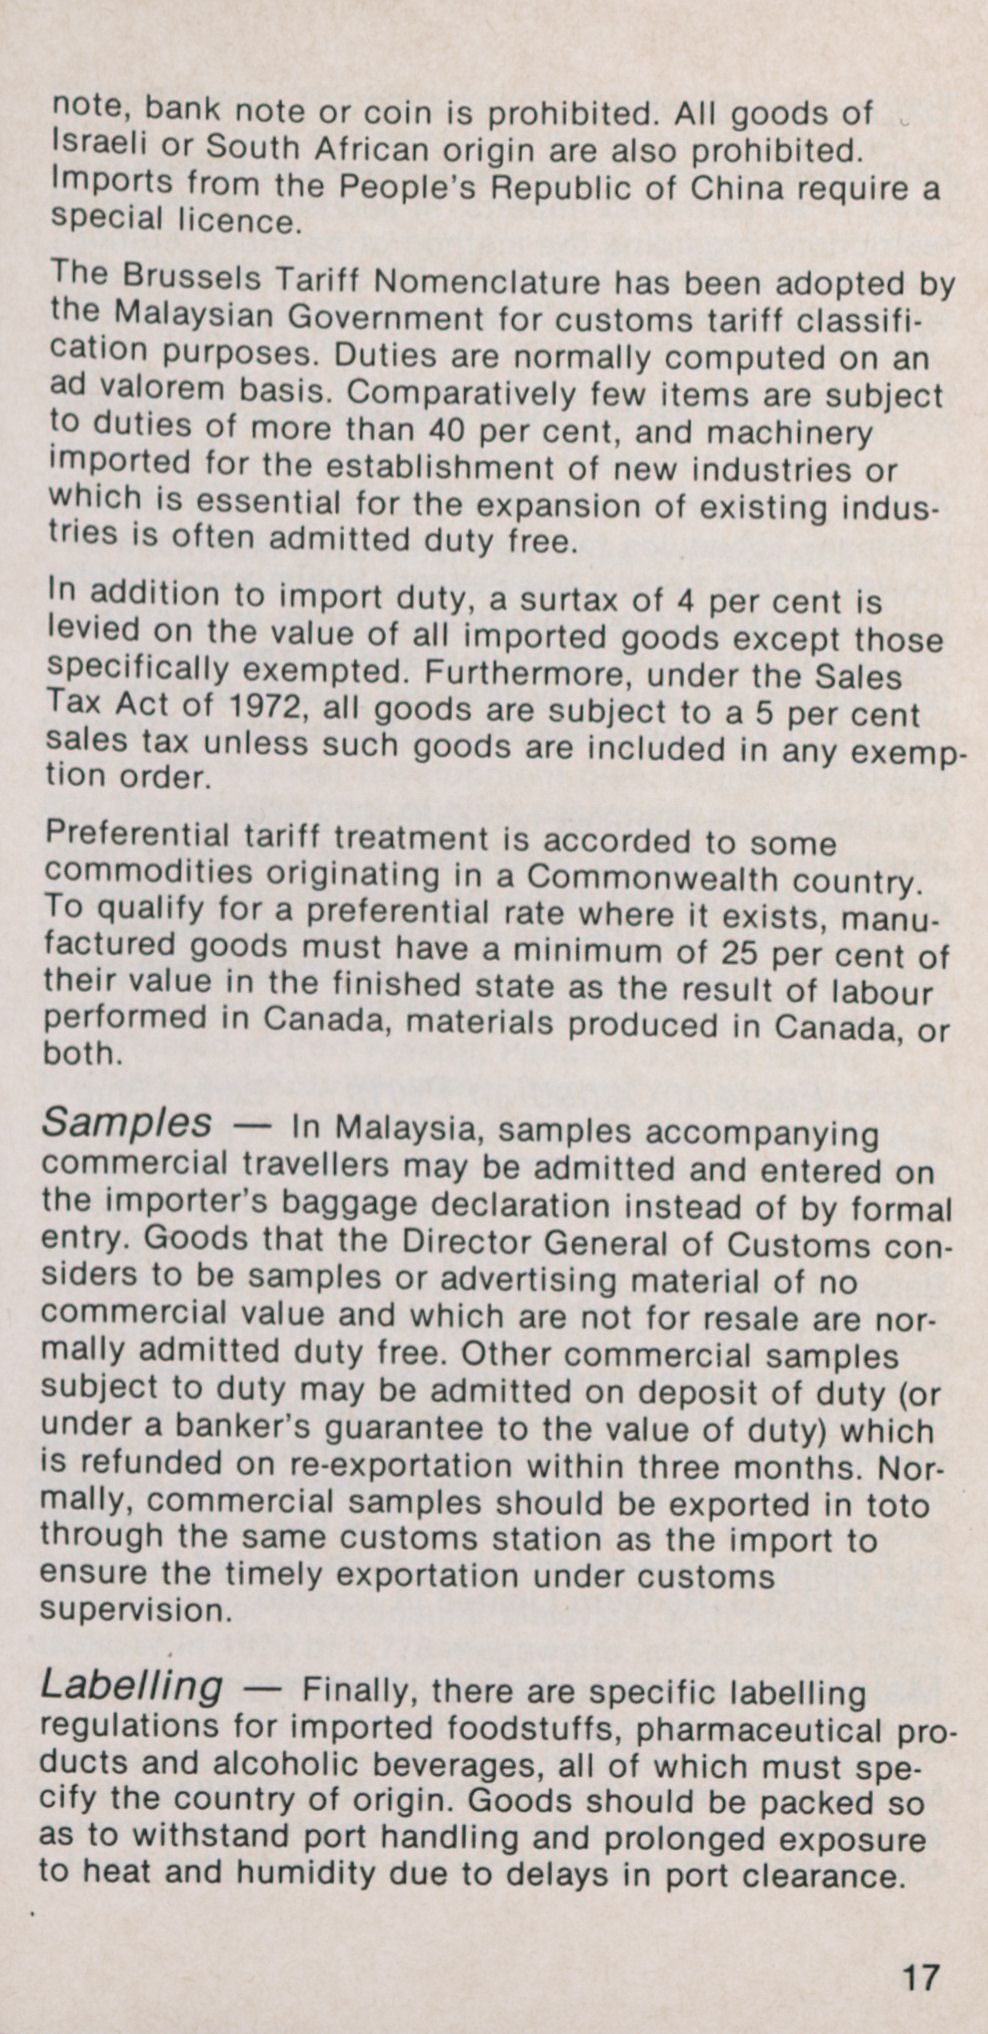 note, bank note or coin is prohibited. All goods of
Israeli or South African origin are also prohibited.
Imports from the People's Republic of China require a
special licence.
The Brussels Tariff Nomenclature has been adopted by
the Malaysian Government for customs tariff classifi-
cation purposes. Duties are normally computed on an
ad valorem basis. Comparatively few items are subject
to duties of more than 40 per cent, and machinery
imported for the establishment of new industries or
which is essential for the expansion of existing indus-
tries is often admitted duty free.
In addition to import duty, a surtax of 4 per cent is
levied on the value of all imported goods except those
specifically exempted. Furthermore, under the Sales
Tax Act of 1972, all goods are subject to a 5 per cent
sales tax unless such goods are included in any exemp-
tion order.
Preferential tariff treatment is accorded to some
commodities originating in a Commonwealth country.
To qualify for a preferential rate where it exists, manu-
factured goods must have a minimum of 25 per cent of
their value in the finished state as the result of labour
performed in Canada, materials produced in Canada, or
both.
Samples — In Malaysia, samples accompanying
commercial travellers may be admitted and entered on
the importer's baggage declaration instead of by formal
entry. Goods that the Director General of Customs con-
siders to be samples or advertising material of no
commercial value and which are not for resale are nor-
mally admitted duty free. Other commercial samples
subject to duty may be admitted on deposit of duty (or
under a banker's guarantee to the value of duty) which
is refunded on re-exportation within three months. Nor-
mally, commercial samples should be exported in toto
through the same customs station as the import to
ensure the timely exportation under customs
supervision.
Labelling — Finally, there are specific labelling
regulations for imported foodstuffs, pharmaceutical pro-
ducts and alcoholic beverages, all of which must spe-
cify the country of origin. Goods should be packed so
as to withstand port handling and prolonged exposure
to heat and humidity due to delays in port clearance.
17